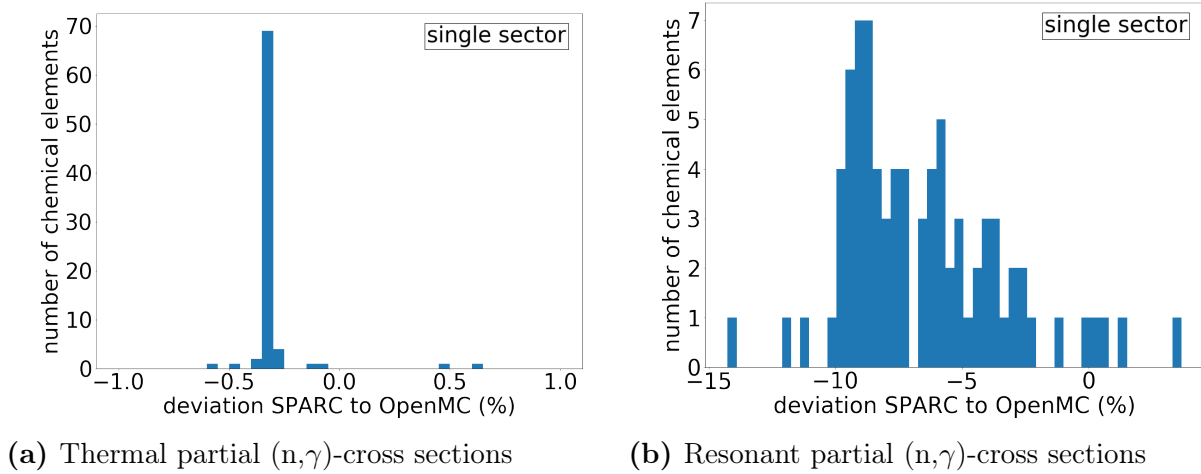 70
60
50
40
30
20
10
0
number of chemical elements
single sector
−1.0 −0.5 0.0 0.5 1.0
deviation SPARC to OpenMC (%)
(a) Thermal partial (n,γ)-cross sections
7
6
5
4
3
2
1
0
number of chemical elements
single sector
−15 −10 −5 0
deviation SPARC to OpenMC (%)
(b) Resonant partial (n,γ)-cross sections